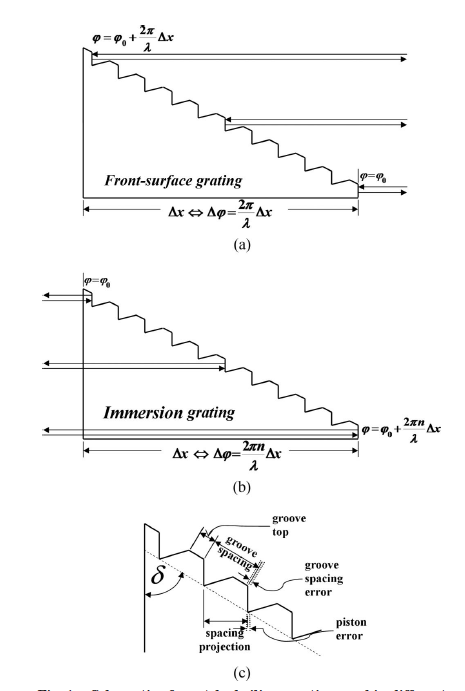 φ = φ₀ + 2π/λ Δx
φ=φ₀
Front-surface grating
Δx ⇔ Δφ = 2π/λ Δx
(a)
φ=φ₀
Immersion grating
φ = φ₀ + 2πn/λ Δx
Δx ⇔ Δφ = 2πn/λ Δx
(b)
groove
top
groove
spacing
groove
spacing
error
δ
spacing
projection
piston
error
(c)